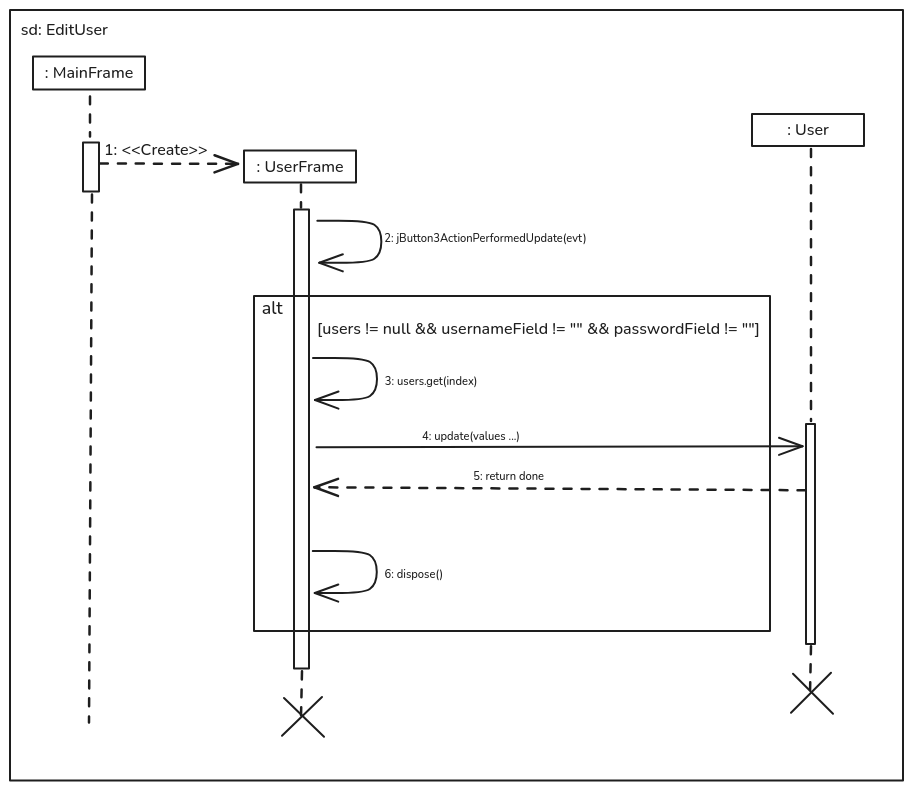 sd: EditUser
: MainFrame
: User
1: <<Create>>
: UserFrame
2: jButton3ActionPerformedUpdate(evt)
alt
[users != null && usernameField != "" && passwordField != ""]
3: users.get(index)
4: update(values ...)
5: return done
6: dispose()